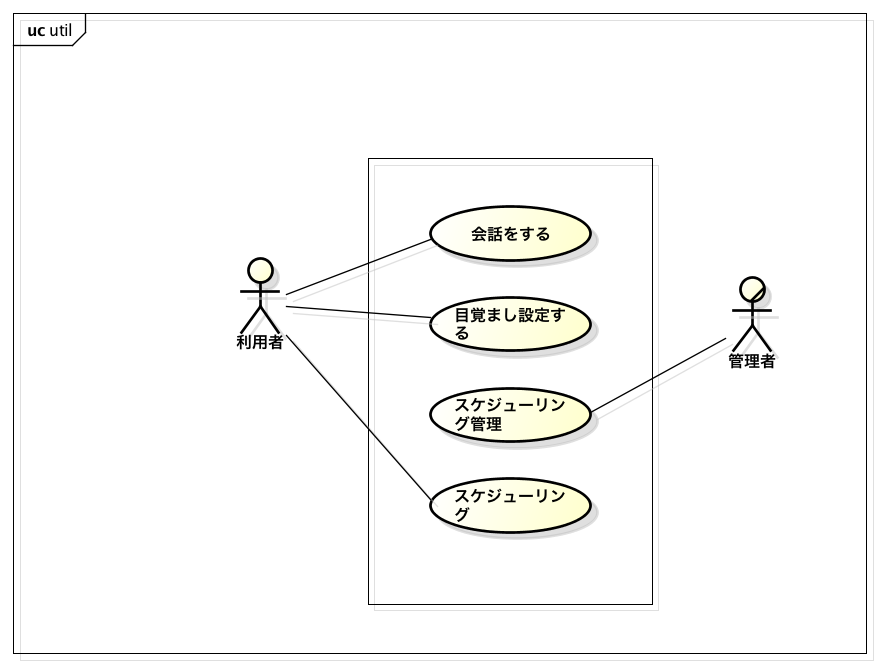 uc util
会話をする
利用者
目覚まし設定す
る
管理者
スケジューリン
グ管理
スケジューリン
グ